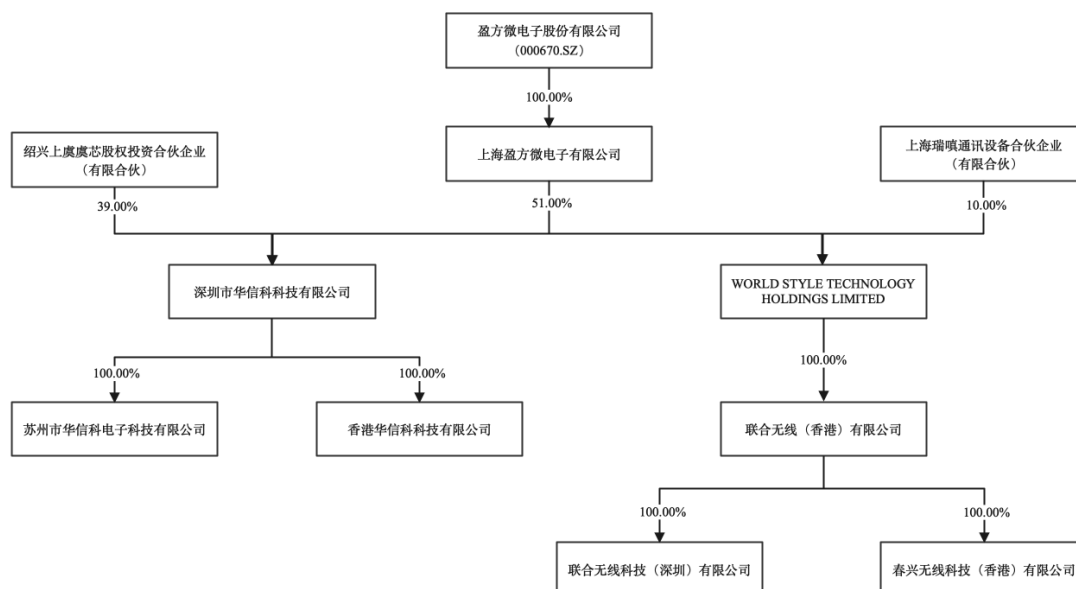 盈方微电子股份有限公司
（000670.SZ）
100.00%
绍兴上虞虞芯股权投资合伙企业
（有限合伙）
上海盈方微电子有限公司
上海瑞嗔通讯设备合伙企业
（有限合伙）
39.00%
51.00%
10.00%
深圳市华信科科技有限公司
WORLD STYLE TECHNOLOGY
HOLDINGS LIMITED
100.00%
100.00%
100.00%
苏州市华信科电子科技有限公司
香港华信科科技有限公司
联合无线（香港）有限公司
100.00%
100.00%
联合无线科技（深圳）有限公司
春兴无线科技（香港）有限公司